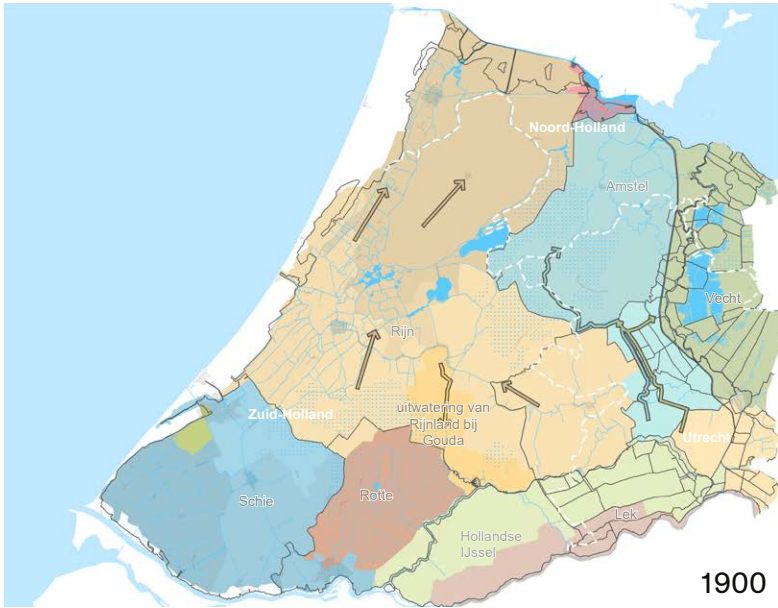 Noord-Holland
Amstel
Vecht
Rijn
Zuid-Holland
uitwatering van
Rijnland bij
Gouda
Utrecht
Schie
Rotte
Lek
Hollandse
IJssel
1900